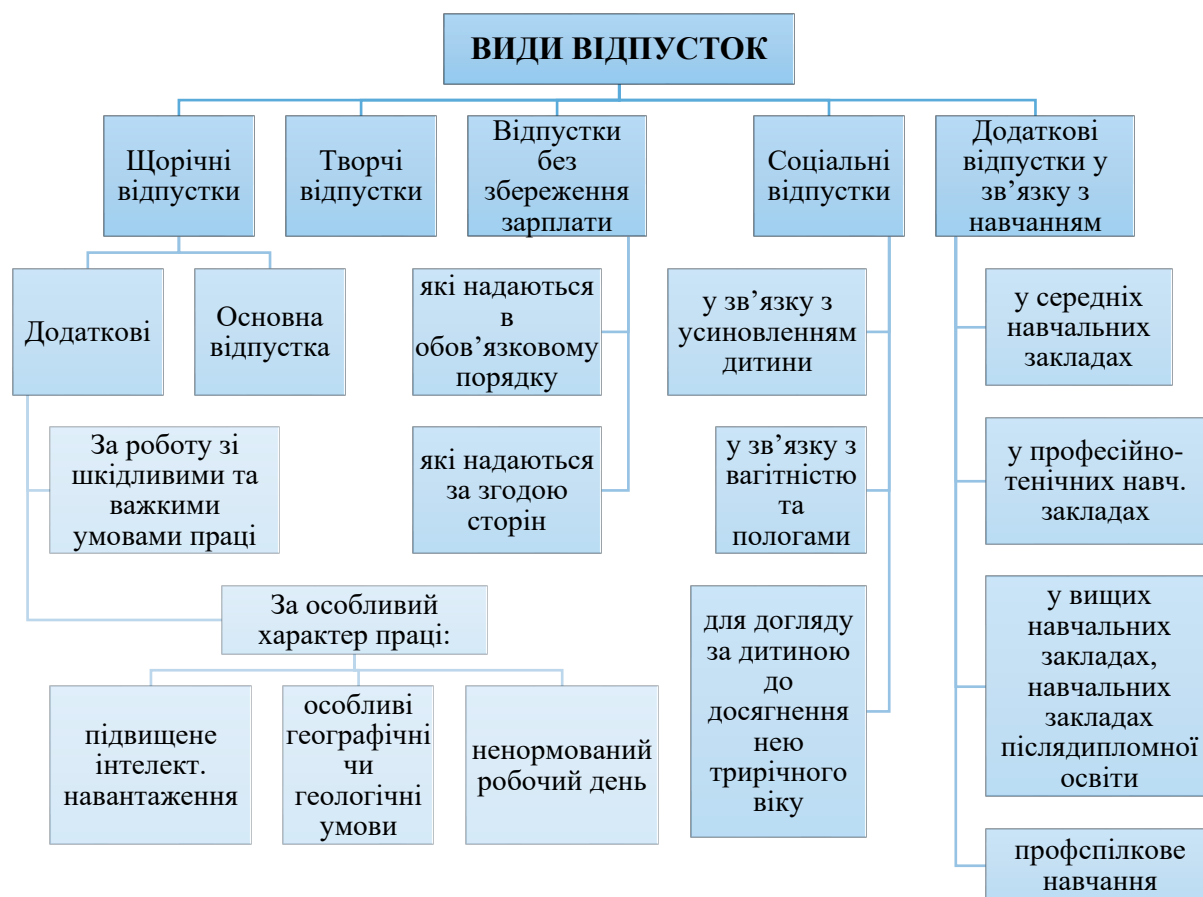 ВИДИ ВІДПУСТОК
Щорічні
відпустки
Творчі
відпустки
Відпустки
без
збереження
зарплати
Соціальні
відпустки
Додаткові
відпустки у
зв’язку з
навчанням
Додаткові
Основна
відпустка
За роботу зі
шкідливими та
важкими
умовами праці
За особливий
характер праці:
підвищене
інтелект.
навантаження
особливі
географічні
чи
геологічні
умови
ненормований
робочий день
які надаються
в
обов’язковому
порядку
які надаються
за згодою
сторін
у зв’язку з
усиновленням
дитини
у зв’язку з
вагітністю
та
пологами
для догляду
за дитиною
до
досягнення
нею
трирічного
віку
у середніх
навчальних
закладах
у професійно-
тенічних навч.
закладах
у вищих
навчальних
закладах,
навчальних
закладах
післядипломної
освіти
профспілкове
навчання